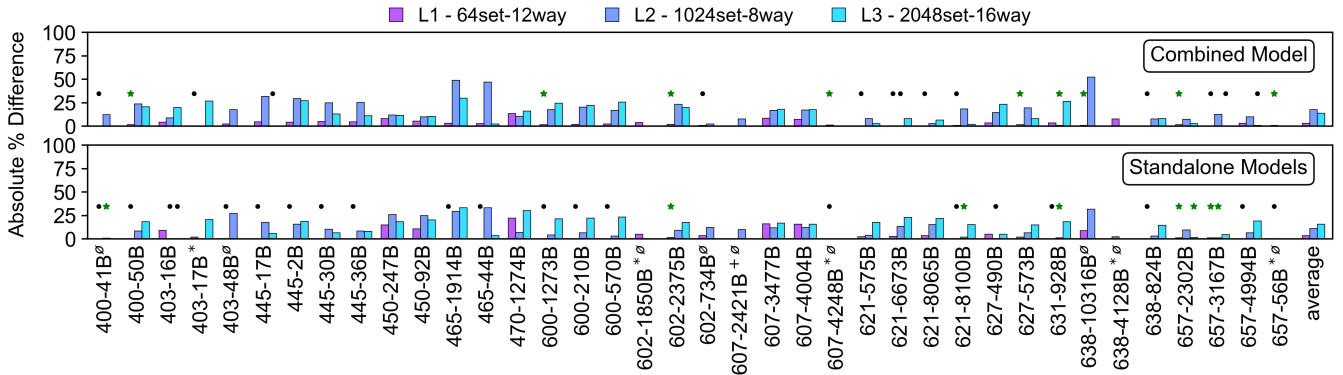 L1 - 64set-12way
L2 - 1024set-8way
L3 - 2048set-16way
Absolute % Difference
100
75
50
25
0
Combined Model
100
75
50
25
0
Standalone Models
400-41Bø
400-50B
403-16B
403-17B*
403-48Bø
445-17B
445-2B
445-30B
445-36B
450-247B
450-92B
465-1914B
465-44B
470-1274B
600-1273B
600-210B
600-570B
602-1850B*ø
602-2375B
602-734Bø
607-2421B+ø
607-3477B
607-4004B
607-4248B*ø
621-575B
621-6673B
621-8065B
621-8100B
627-490B
627-573B
631-928B
638-10316Bø
638-4128B*ø
638-824B
657-2302B
657-3167B
657-4994B
657-56B*ø
average